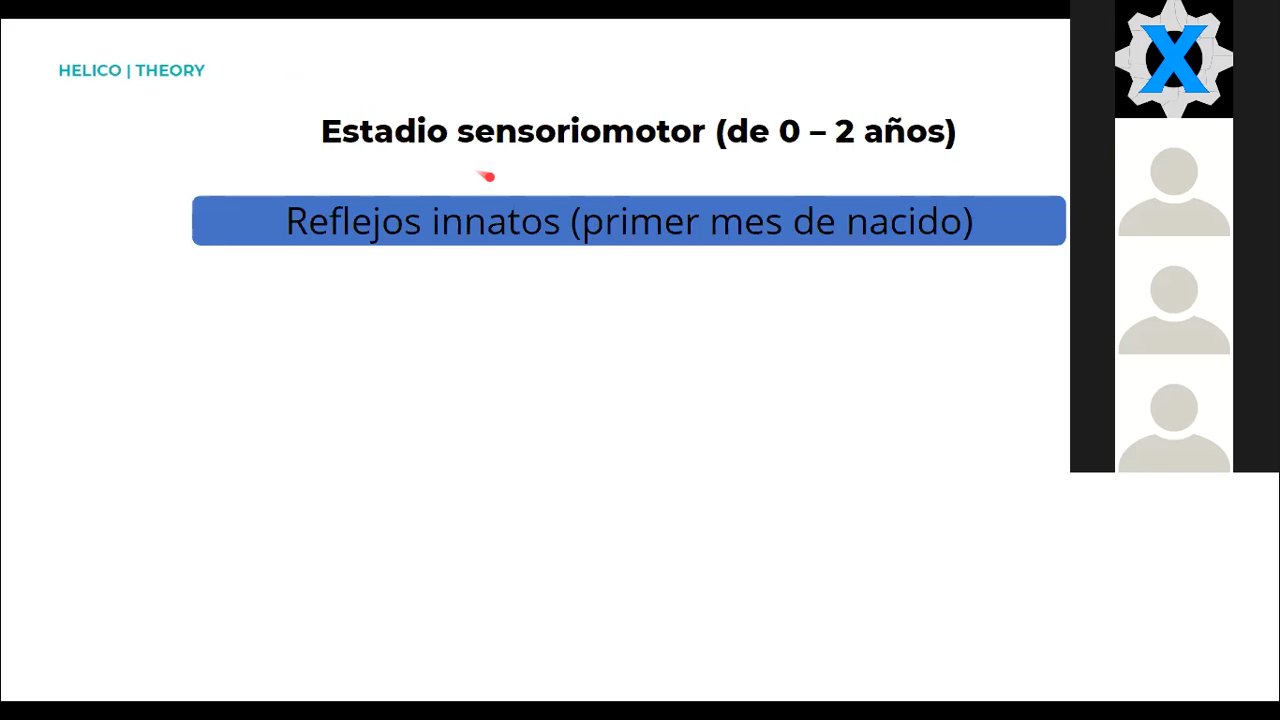 HELICO | THEORY
Estadio sensoriomotor (de 0 – 2 años)
Reflejos innatos (primer mes de nacido)
X